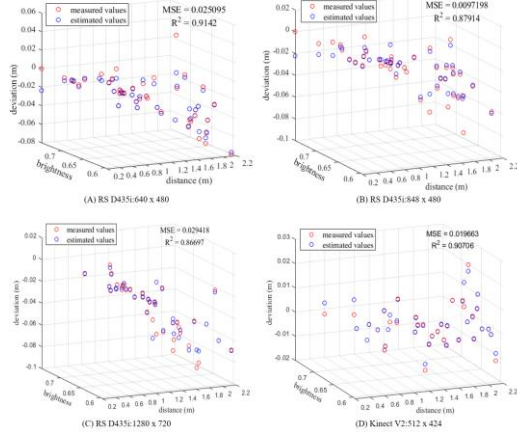 0.06
measured values
estimated values
MSE = 0.025095
R² = 0.9142
0.04
0.02
0
-0.02
-0.04
-0.06
-0.08
deviation (m)
0.7
0.65
0.6
brightness
0.2 0.4 0.6 0.8 1 1.2 1.4 1.6 1.8 2 2.2
distance (m)
(A) RS D435i:640 x 480
measured values
estimated values
MSE = 0.0097198
R² = 0.87914
0.02
0
-0.02
-0.04
-0.06
-0.1
deviation (m)
0.7
0.65
0.6
brightness
0.2 0.4 0.6 0.8 1 1.2 1.4 1.6 1.8 2 2.2
distance (m)
(B) RS D435i:848 x 480
measured values
estimated values
MSE = 0.029418
R² = 0.86697
0.02
0
-0.02
-0.04
-0.06
-0.08
-0.1
deviation (m)
0.7
0.65
0.6
brightness
0.2 0.4 0.6 0.8 1 1.2 1.4 1.6 1.8 2 2.2
distance (m)
(C) RS D435i:1280 x 720
measured values
estimated values
MSE = 0.019663
R² = 0.90706
0.03
0.02
0.01
0
-0.01
-0.02
deviation (m)
0.7
0.65
0.6
brightness
0.2 0.4 0.6 0.8 1 1.2 1.4 1.6 1.8 2 2.2
distance (m)
(D) Kinect V2:512 x 424